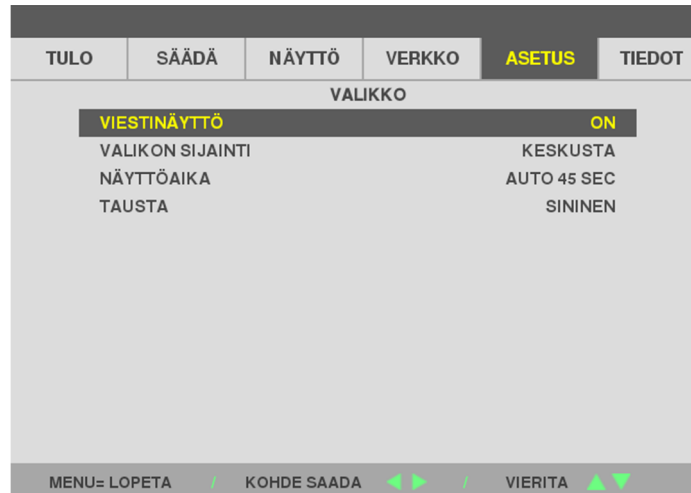 TULO SÄÄDÄ NÄYTTÖ VERKKO ASETUS TIEDOT
VALIKKO
VIESTINÄYTTÖ ON
VALIKON SIJAINTI KESKUSTA
NÄYTTÖAIKA AUTO 45 SEC
TAUSTA SININEN
MENU= LOPETA / KOHDE SAADA ◀ ▶ / VIERITA ▲ ▼